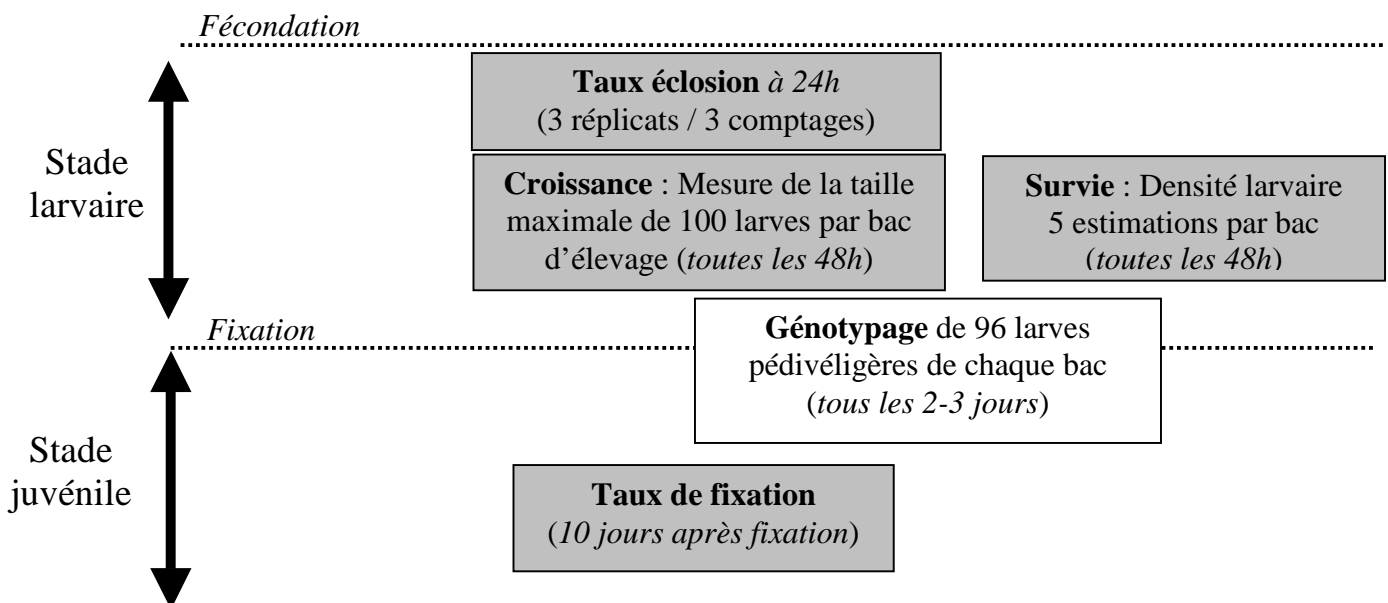 Fécondation
Taux éclosion à 24h
(3 réplicats / 3 comptages)
Stade
larvaire
Croissance : Mesure de la taille
maximale de 100 larves par bac
d’élevage (toutes les 48h)
Survie : Densité larvaire
5 estimations par bac
(toutes les 48h)
Fixation
Génotypage de 96 larves
pédivéligères de chaque bac
(tous les 2-3 jours)
Stade
juvénile
Taux de fixation
(10 jours après fixation)